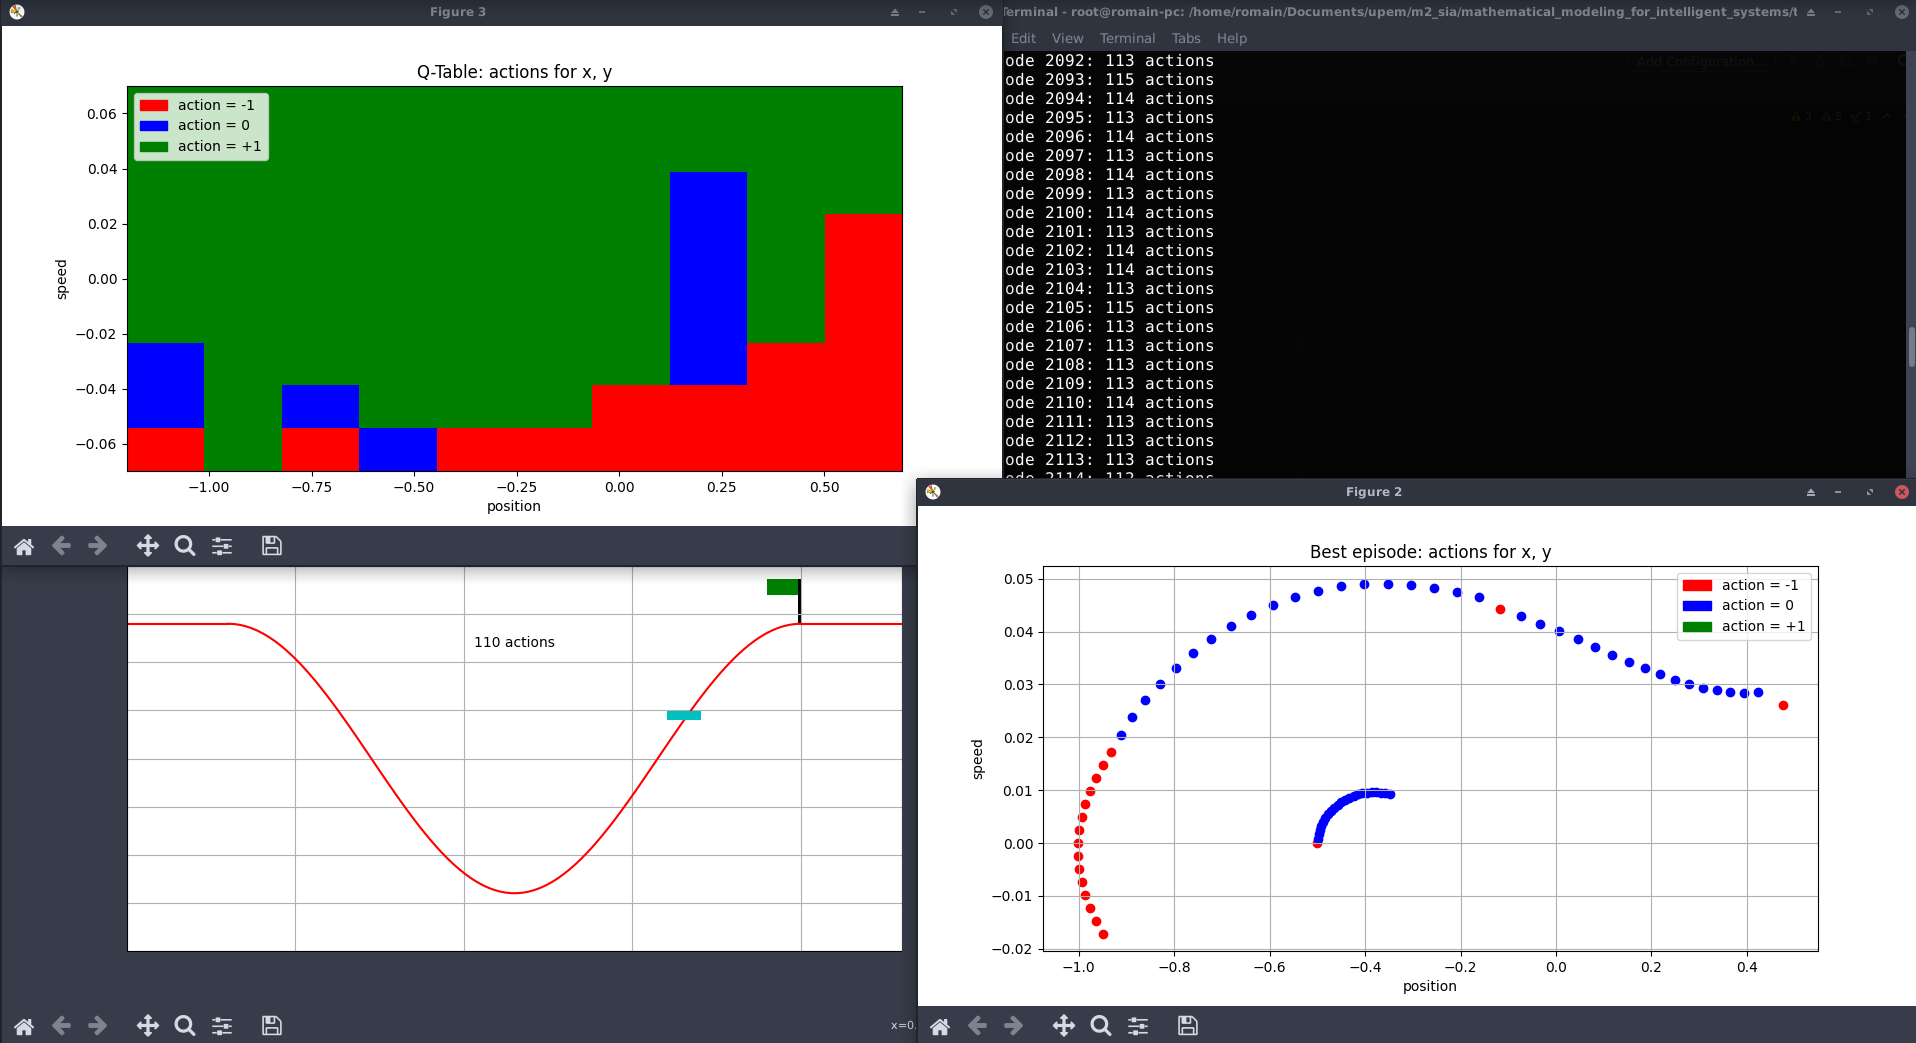 Figure 3
Q-Table: actions for x, y
action = -1
action = 0
action = +1
0.06
0.04
0.02
0.00
−0.02
−0.04
−0.06
speed
−1.00 −0.75 −0.50 −0.25 0.00 0.25 0.50
position
Terminal - root@romain-pc: /home/romain/Documents/upem/m2_sia/mathematical_modeling_for_intelligent_systems/t
Edit View Terminal Tabs Help
Add Configuration...
3 5 1
ode 2092: 113 actions
ode 2093: 115 actions
ode 2094: 114 actions
ode 2095: 113 actions
ode 2096: 114 actions
ode 2097: 113 actions
ode 2098: 114 actions
ode 2099: 113 actions
ode 2100: 114 actions
ode 2101: 113 actions
ode 2102: 114 actions
ode 2103: 114 actions
ode 2104: 113 actions
ode 2105: 115 actions
ode 2106: 113 actions
ode 2107: 113 actions
ode 2108: 113 actions
ode 2109: 113 actions
ode 2110: 114 actions
ode 2111: 113 actions
ode 2112: 113 actions
ode 2113: 113 actions
110 actions
x=0.
Figure 2
Best episode: actions for x, y
action = -1
action = 0
action = +1
0.05
0.04
0.03
0.02
0.01
0.00
−0.01
−0.02
speed
−1.0 −0.8 −0.6 −0.4 −0.2 0.0 0.2 0.4
position